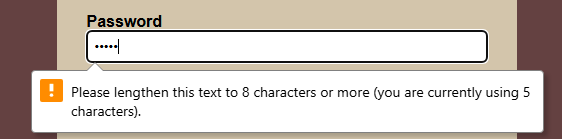 Password
•••••
Please lengthen this text to 8 characters or more (you are currently using 5
characters).